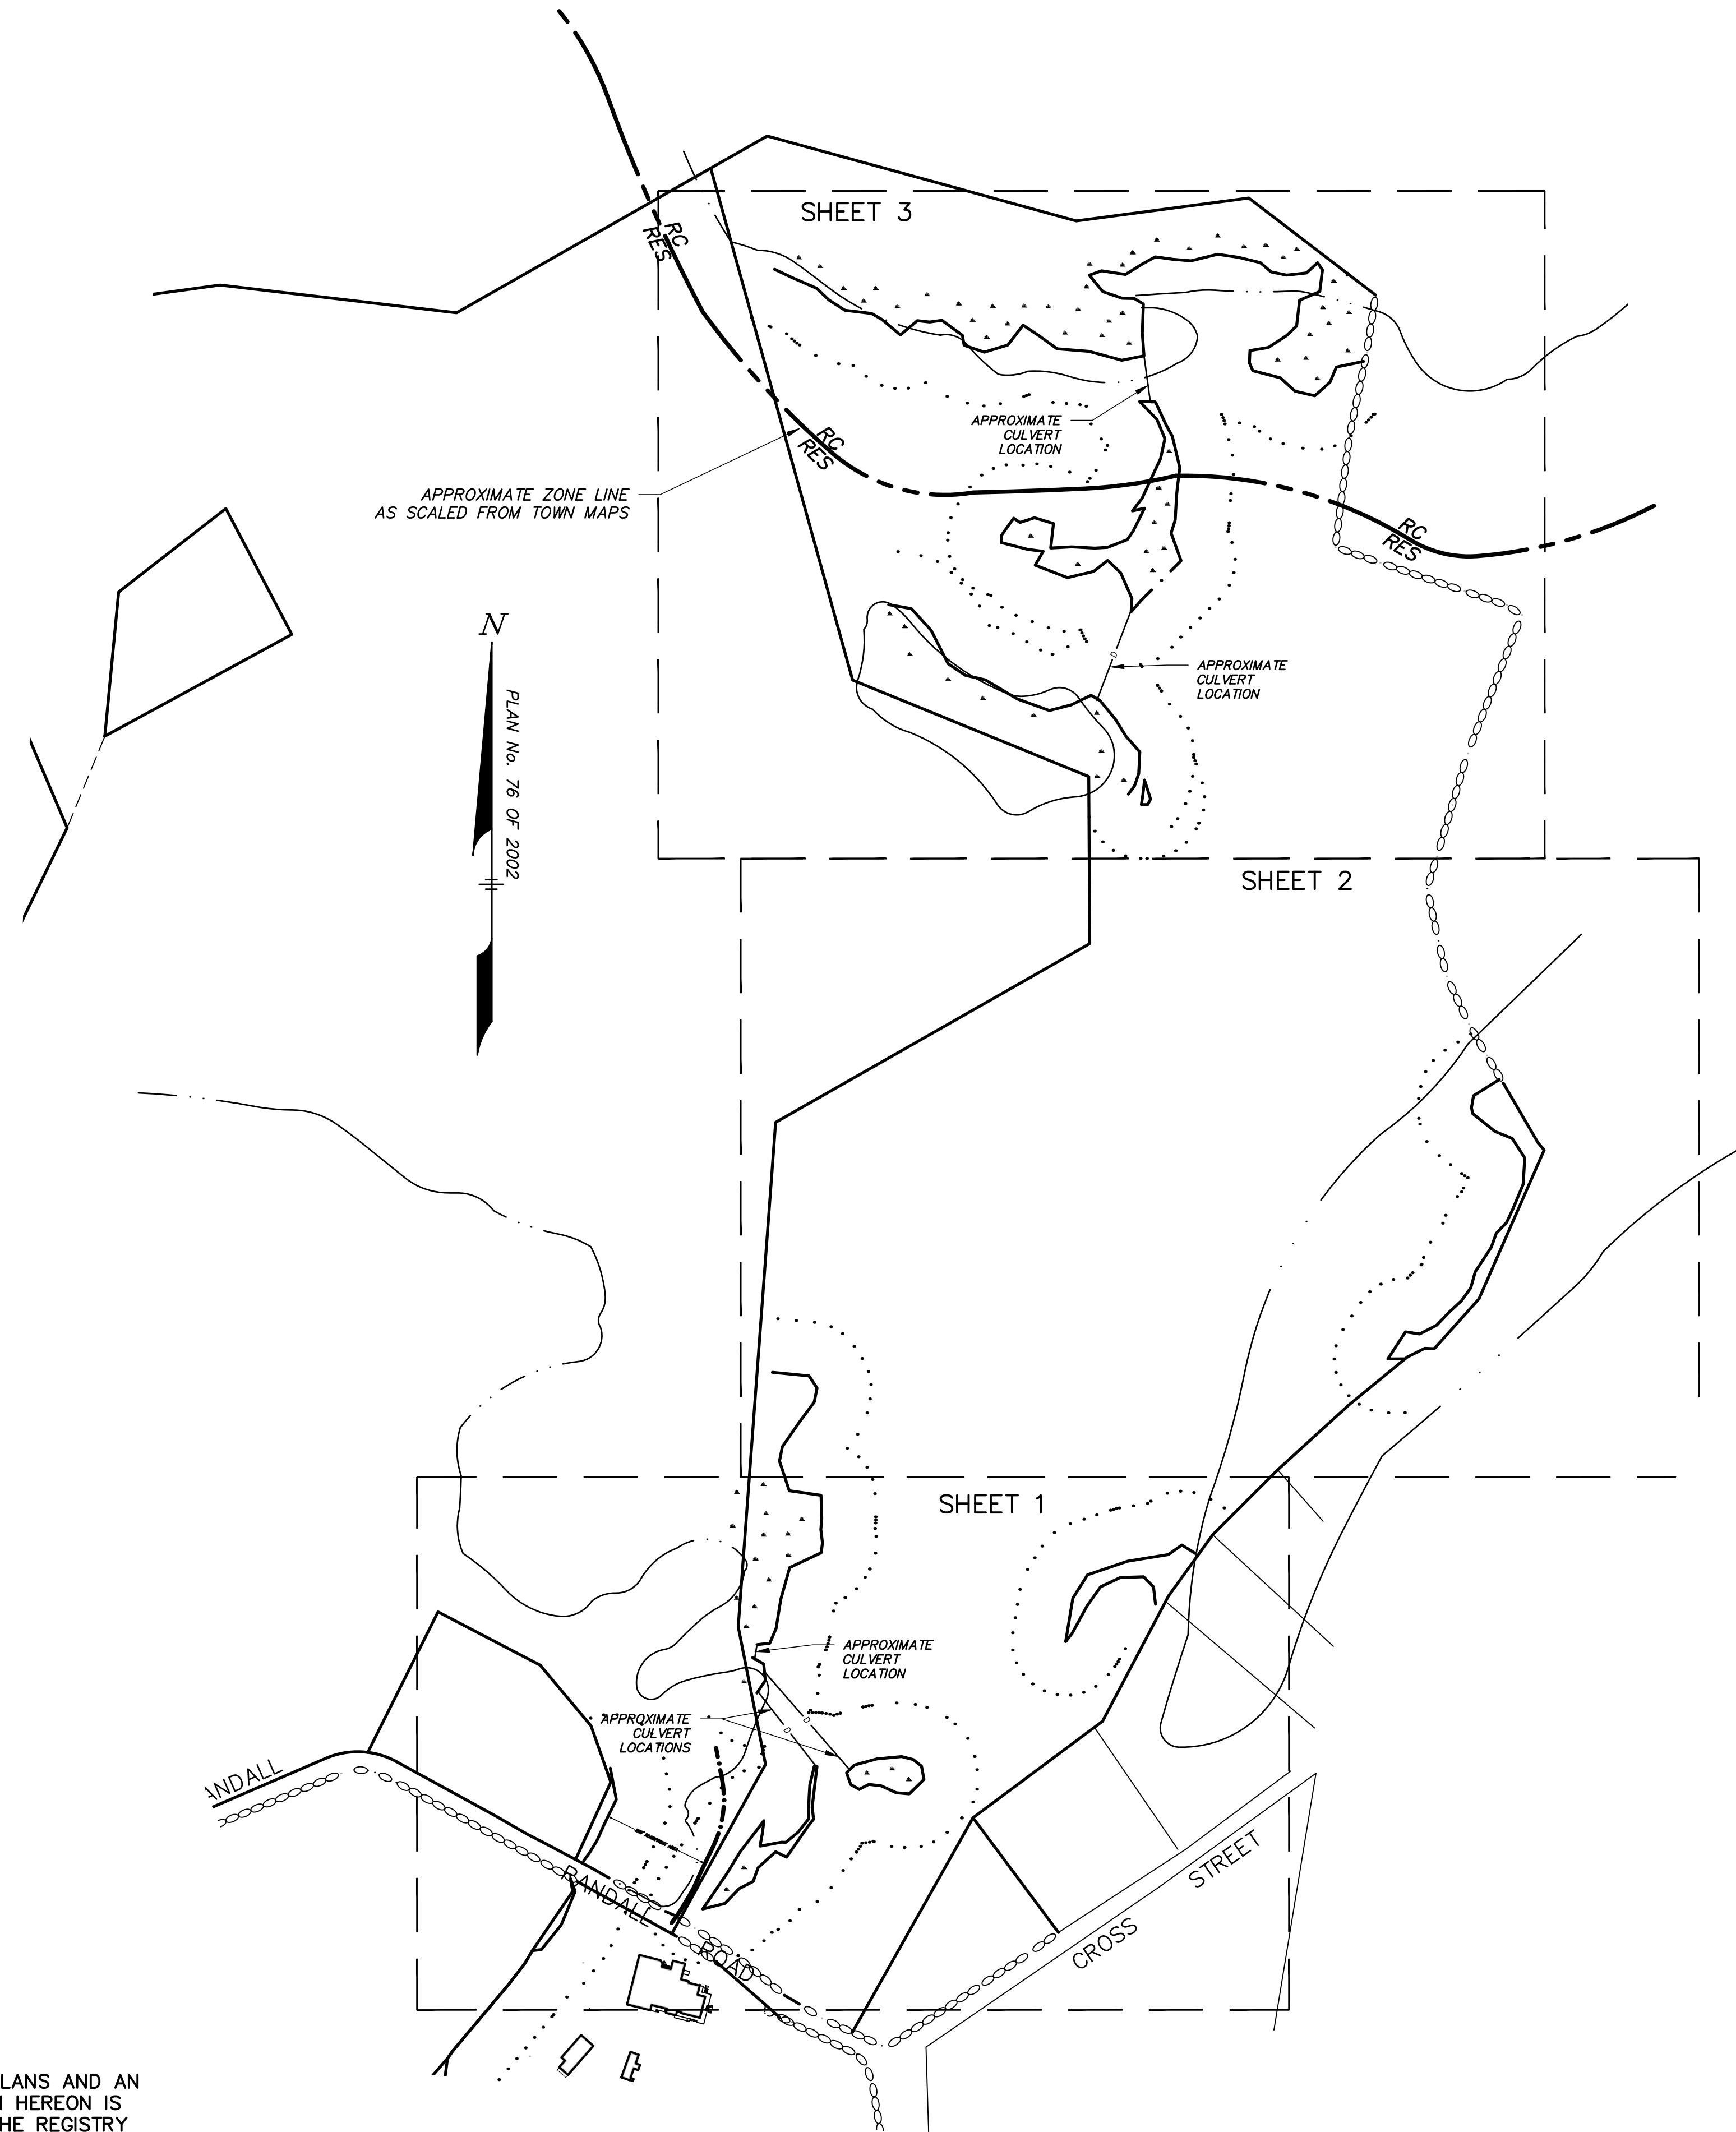 SHEET 3
RC
RES
APPROXIMATE
CULVERT
LOCATION
RC
RES
APPROXIMATE ZONE LINE
AS SCALED FROM TOWN MAPS
RC
RES
N
PLAN No. 76 OF 2002
APPROXIMATE
CULVERT
LOCATION
D
SHEET 2
SHEET 1
APPROXIMATE
CULVERT
LOCATION
APPROXIMATE
CULVERT
LOCATIONS
D
D
ANDALL
RANDALL
ROAD
CROSS
STREET
LANS AND AN
HEREON IS
HE REGISTRY